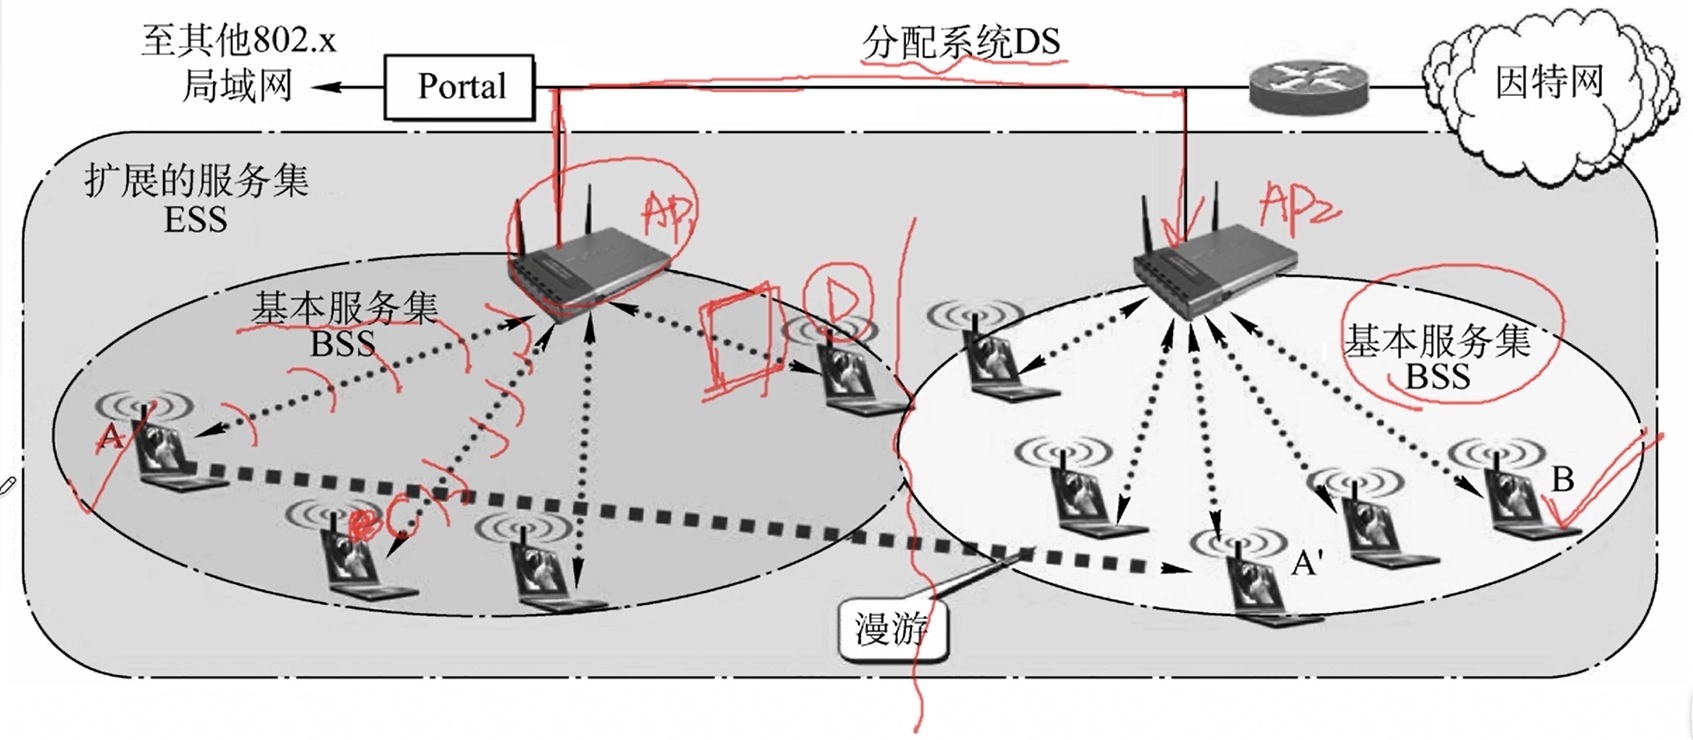 至其他802.x
局域网
Portal
分配系统DS
因特网
扩展的服务集
ESS
AP1
AP2
基本服务集
BSS
D
基本服务集
BSS
A
C
B
A'
漫游